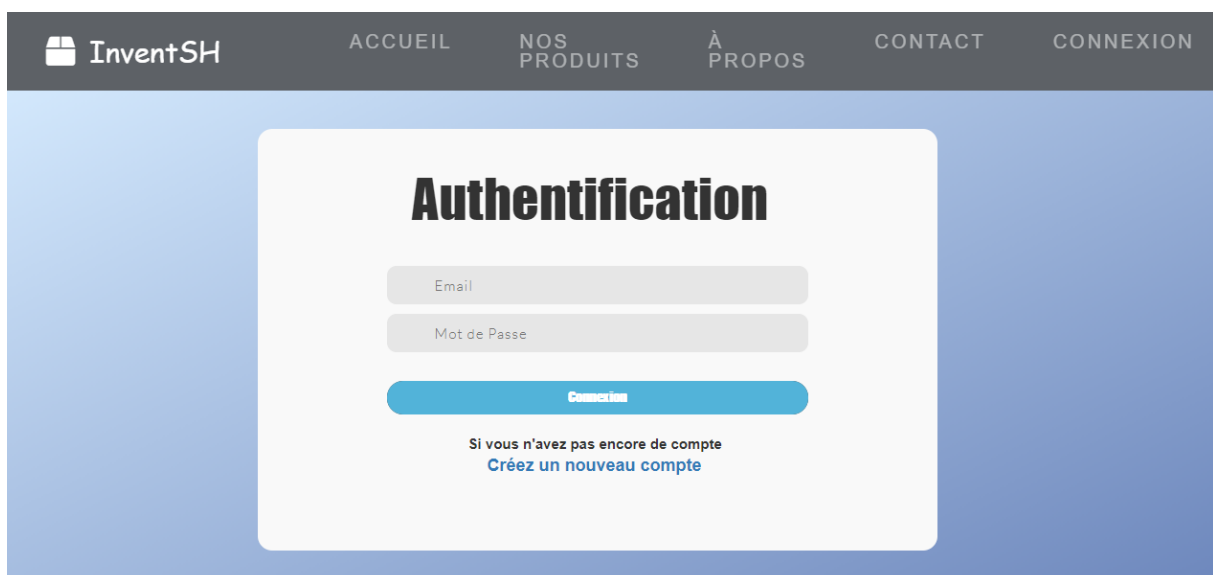 InventSH
ACCUEIL
NOS
PRODUITS
À
PROPOS
CONTACT
CONNEXION
Authentification
Email
Mot de Passe
Connexion
Si vous n'avez pas encore de compte
Créez un nouveau compte